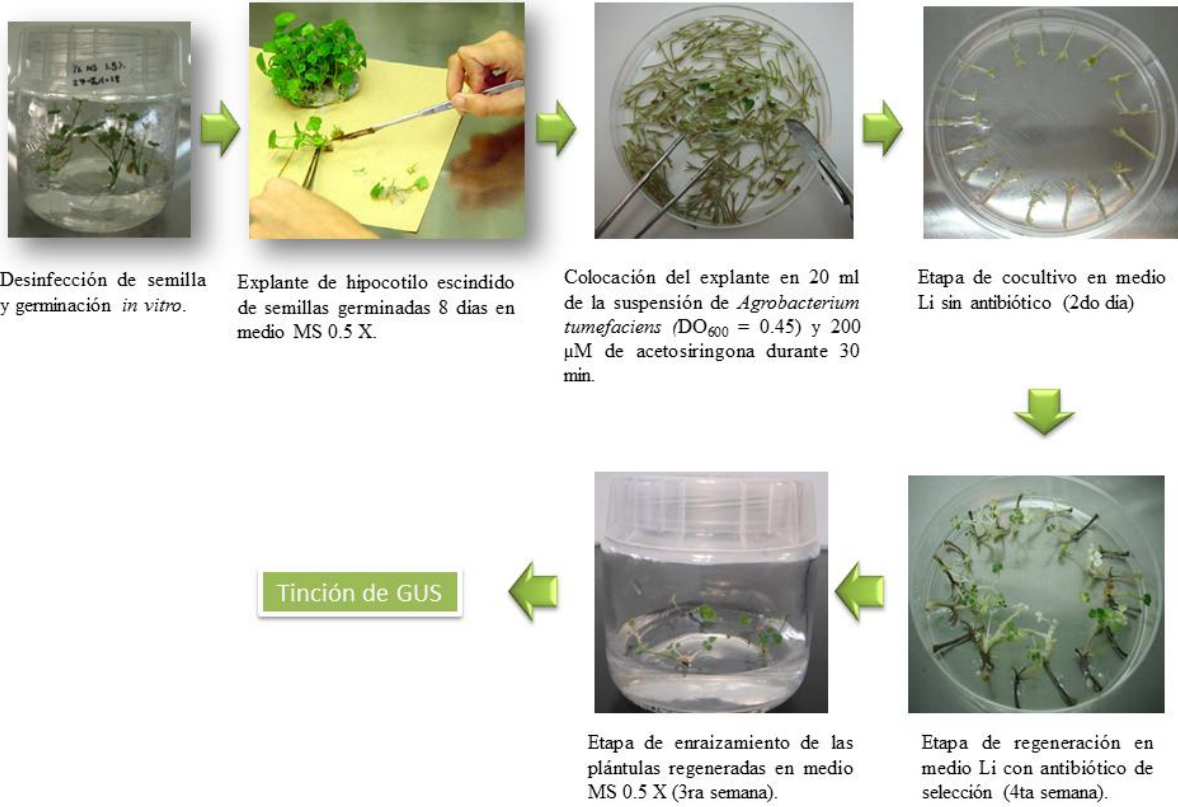 Desinfección de semilla
y germinación in vitro.
Explante de hipocotilo escindido
de semillas germinadas 8 dias en
medio MS 0.5 X.
Colocación del explante en 20 ml
de la suspensión de Agrobacterium
tumefaciens (DO600 = 0.45) y 200
µM de acetosiringona durante 30
min.
Etapa de cocultivo en medio
Li sin antibiótico (2do día)
Tinción de GUS
Etapa de enraizamiento de las
plántulas regeneradas en medio
MS 0.5 X (3ra semana).
Etapa de regeneración en
medio Li con antibiótico de
selección (4ta semana).